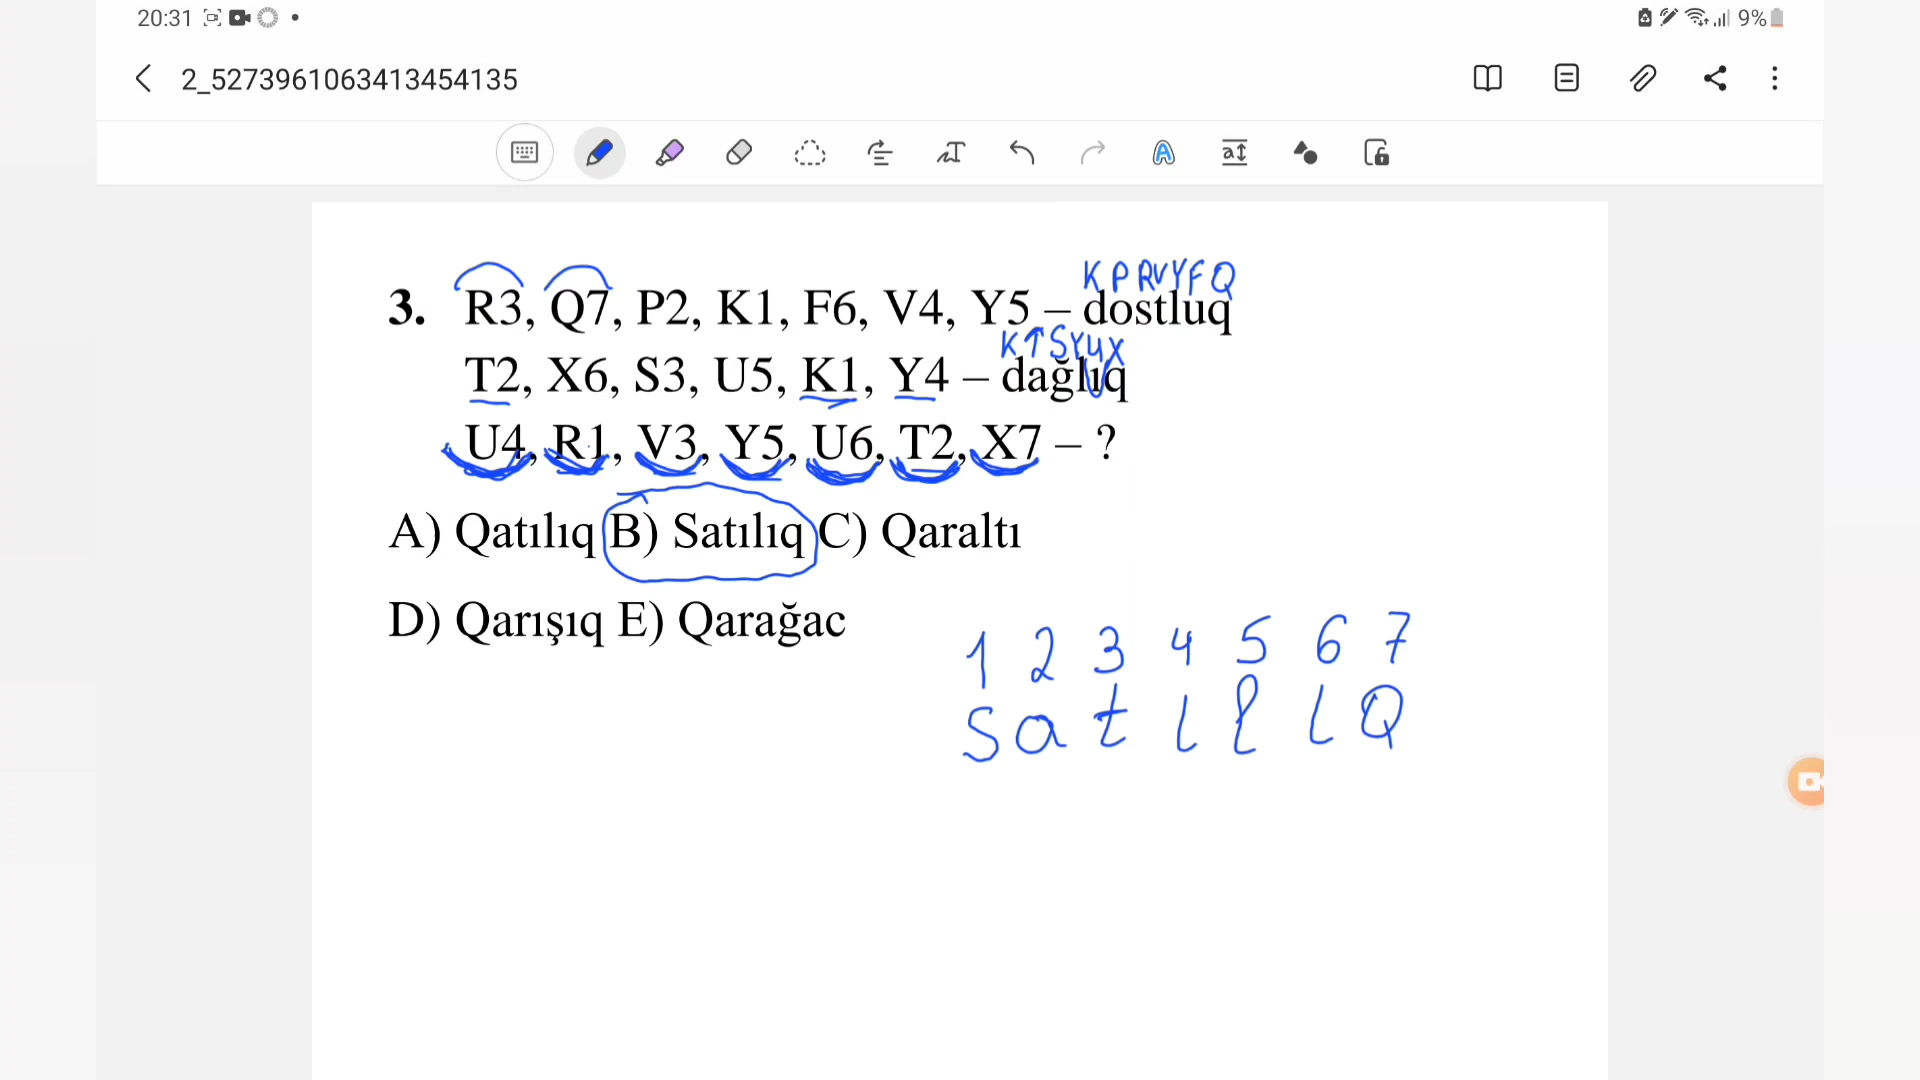 20:31
9%
2_5273961063413454135
KPRVYFQ
3. R3, Q7, P2, K1, F6, V4, Y5 – dostluq
KTSYUX
T2, X6, S3, U5, K1, Y4 – dağlıq
U4, R1, V3, Y5, U6, T2, X7 – ?
A) Qatılıq B) Satılıq C) Qaraltı
D) Qarışıq E) Qarağac
1 2 3 4 5 6 7
S a t ı l ı Q